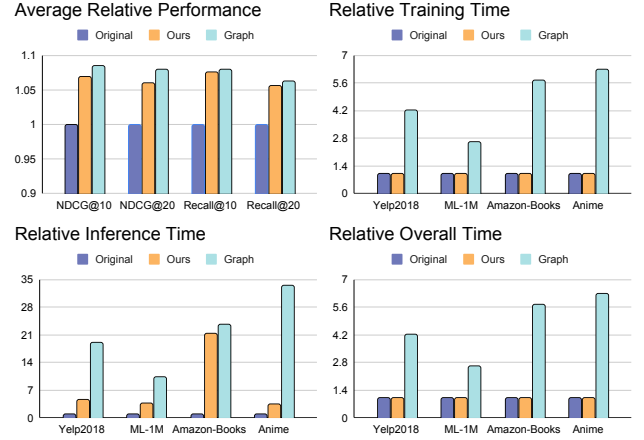 Average Relative Performance
Original Ours Graph
1.1
1.05
1
0.95
0.9
NDCG@10 NDCG@20 Recall@10 Recall@20
Relative Training Time
Original Ours Graph
7
5.6
4.2
2.8
1.4
0
Yelp2018 ML-1M Amazon-Books Anime
Relative Inference Time
Original Ours Graph
35
28
21
14
7
0
Yelp2018 ML-1M Amazon-Books Anime
Relative Overall Time
Original Ours Graph
7
5.6
4.2
2.8
1.4
0
Yelp2018 ML-1M Amazon-Books Anime